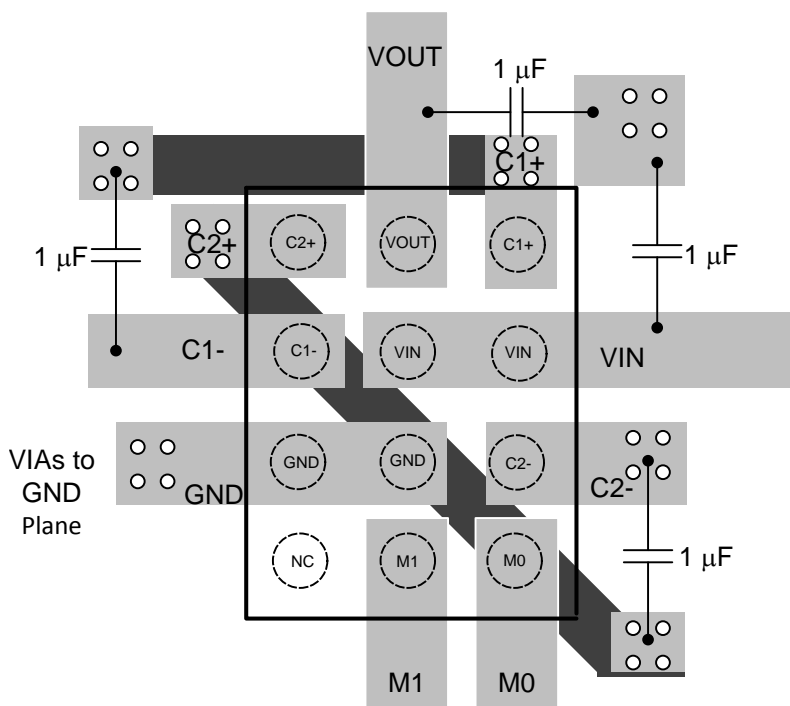 VOUT
1 μF
C1+
C2+
C2+
VOUT
C1+
1 μF
1 μF
C1-
C1-
VIN
VIN
VIN
VIAs to
GND
Plane
GND
GND
GND
C2-
C2-
NC
M1
M0
1 μF
M1
M0